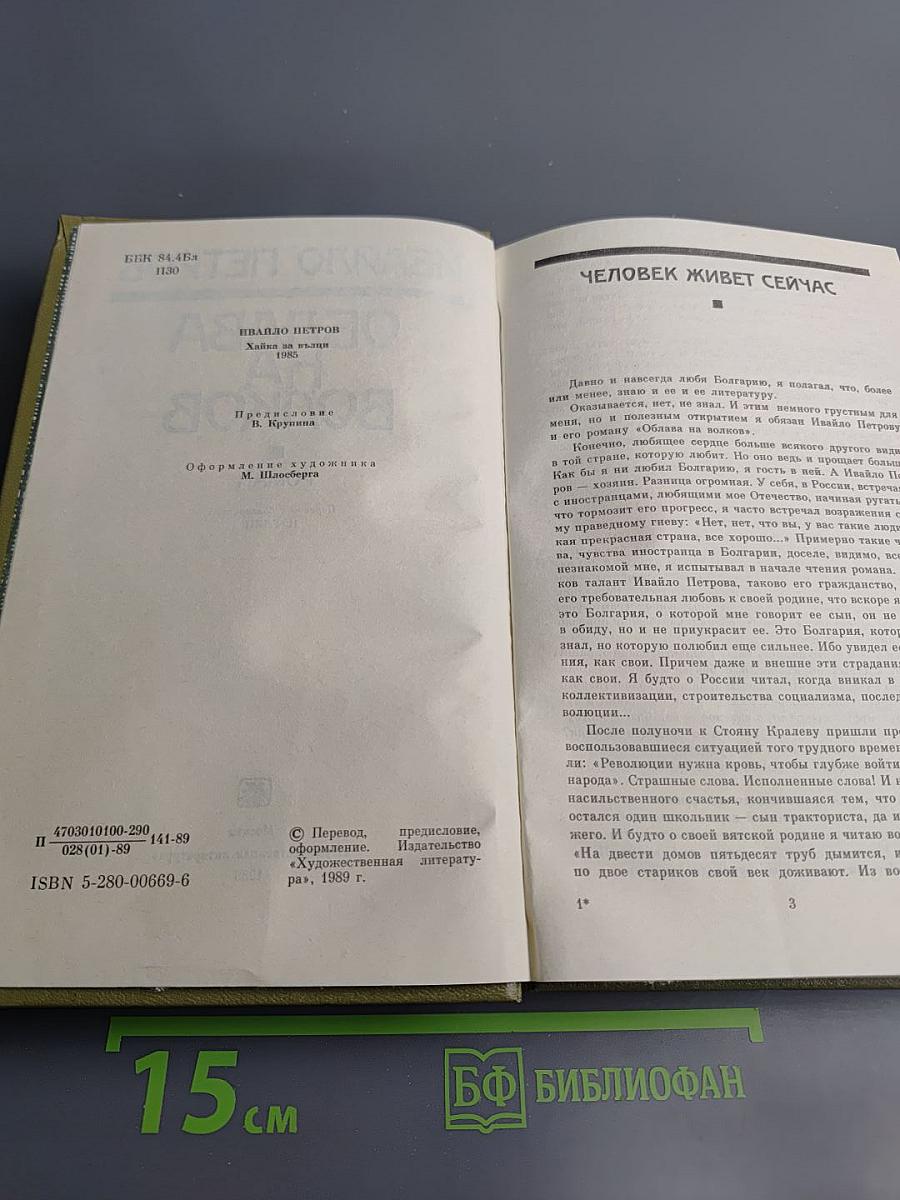 ББК 84.4Бл
П30
ИВАЙЛО ПЕТРОВ
Хайка за вълци
1985
Предисловие
В. Крупина
Оформление художника
М. Шлосберга
П 4703010100-290 141-89
028(01)-89
ISBN 5-280-00669-6
© Перевод, предисловие,
оформление. Издательство
«Художественная литерату-
ра», 1989 г.
ЧЕЛОВЕК ЖИВЕТ СЕЙЧАС
Давно и навсегда любя Болгарию, я полагал, что, более
или менее, знаю и ее и ее литературу.
Оказывается, нет, не знал. И этим немного грустным для
меня, но и полезным открытием я обязан Ивайло Петрову
и его роману «Облава на волков».
Конечно, любящее сердце больше всякого другого види
в той стране, которую любит. Но оно ведь и прощает больш
Как бы я ни любил Болгарию, я гость в ней. А Ивайло Пе
ров — хозяин. Разница огромная. У себя, в России, встреча
с иностранцами, любящими мое Отечество, начиная ругать
что тормозит его прогресс, я часто встречал возражения с
му праведному гневу: «Нет, нет, что вы, у вас такие люди
кая прекрасная страна, все хорошо...» Примерно такие ч
ва, чувства иностранца в Болгарии, доселе, видимо, все
незнакомой мне, я испытывал в начале чтения романа.
ков талант Ивайло Петрова, таково его гражданство,
его требовательная любовь к своей родине, что вскоре я
это Болгария, о которой мне говорит ее сын, он не
в обиду, но и не приукрасит ее. Это Болгария, котор
знал, но которую полюбил еще сильнее. Ибо увидел ее
ния, как свои. Причем даже и внешне эти страдани
как свои. Я будто о России читал, когда вникал в
коллективизации, строительства социализма, послед
волюции...
После полуночи к Стояну Кралеву пришли пре
воспользовавшиеся ситуацией того трудного времен
ли: «Революции нужна кровь, чтобы глубже войти
народа». Страшные слова. Исполненные слова! И н
насильственного счастья, кончившаяся тем, что
остался один школьник — сын тракториста, да и
жего. И будто о своей вятской родине я читаю во
«На двести домов пятьдесят труб дымится, и
по двое стариков свой век доживают. Из во
1*
3
15 см
БФ БИБЛИОФАН